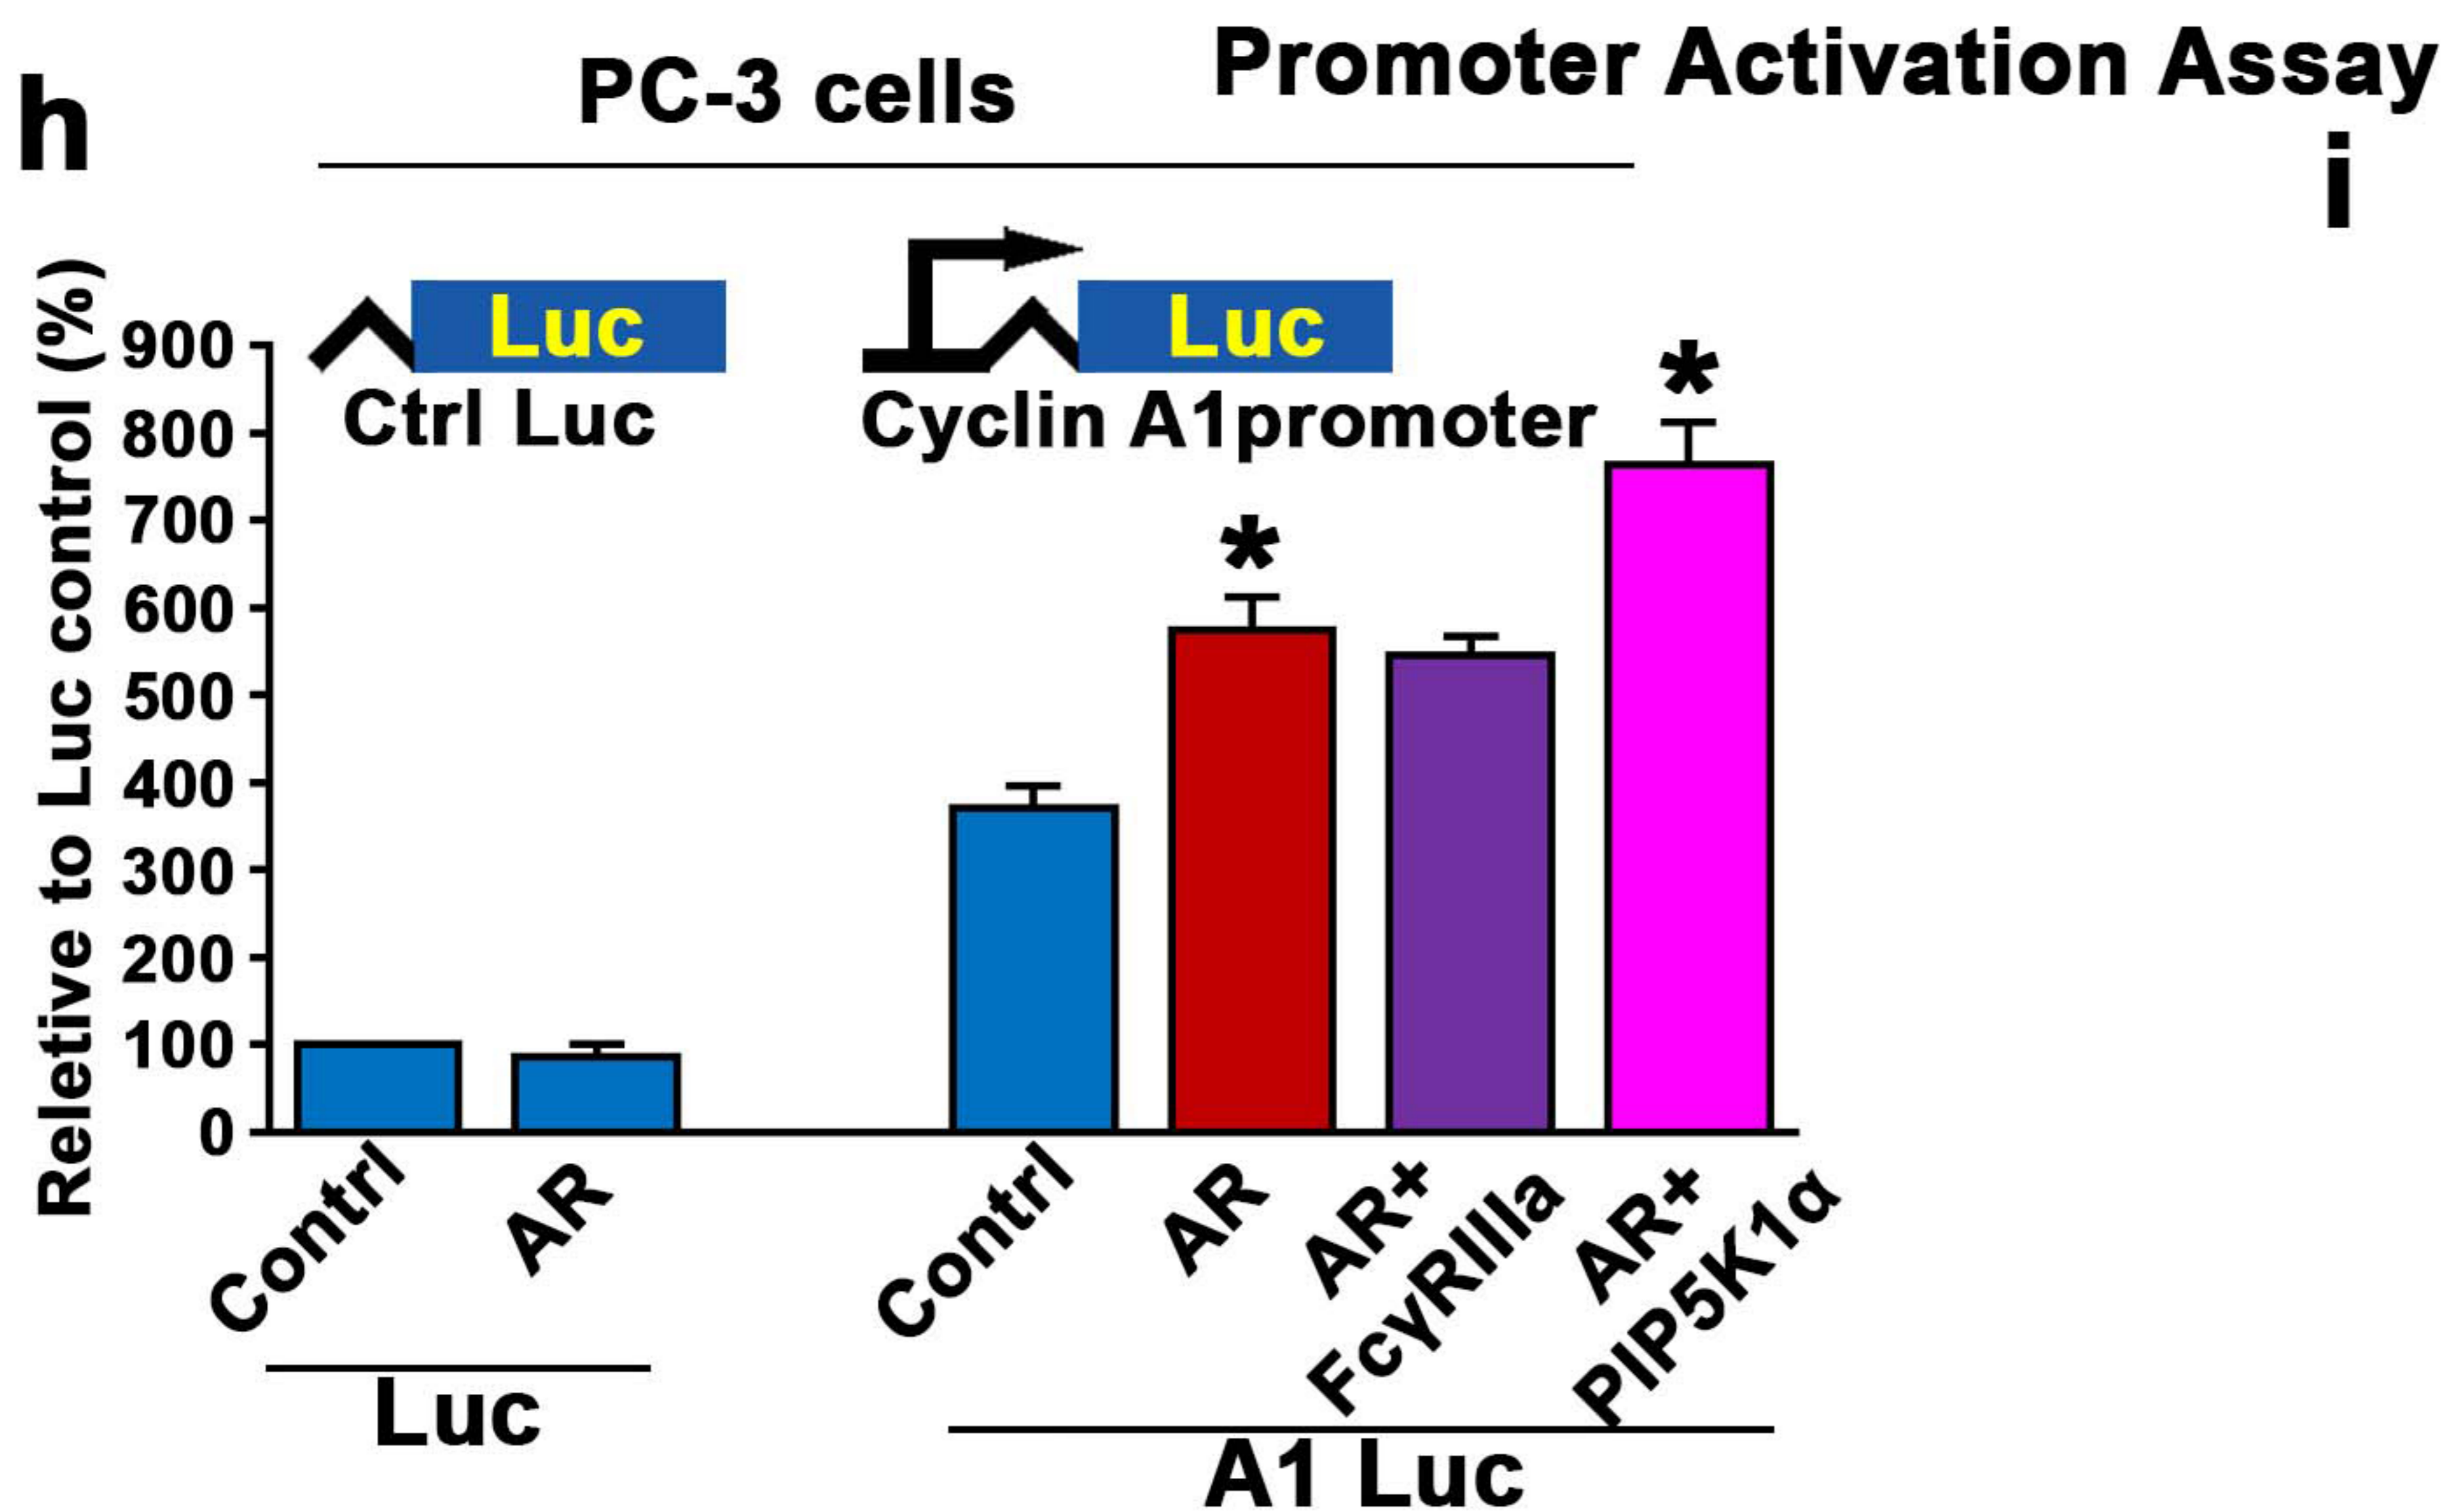 h
PC-3 cells
Promoter Activation Assay
i
Reletive to Luc control (%)
900
800
700
600
500
400
300
200
100
0
Luc
Ctrl Luc
Luc
Cyclin A1promoter
*
*
Contrl
AR
Contrl
AR
AR+
FcγRIIIa
AR+
PIP5K1α
Luc
A1 Luc